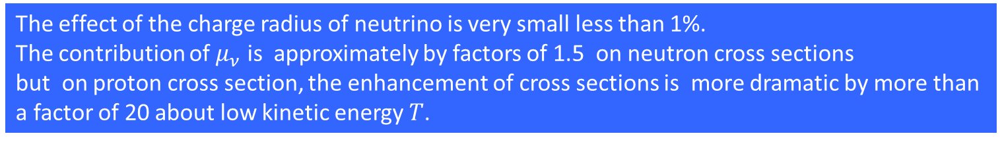 The effect of the charge radius of neutrino is very small less than 1%.
The contribution of μ_ν is approximately by factors of 1.5 on neutron cross sections
but on proton cross section, the enhancement of cross sections is more dramatic by more than
a factor of 20 about low kinetic energy T.